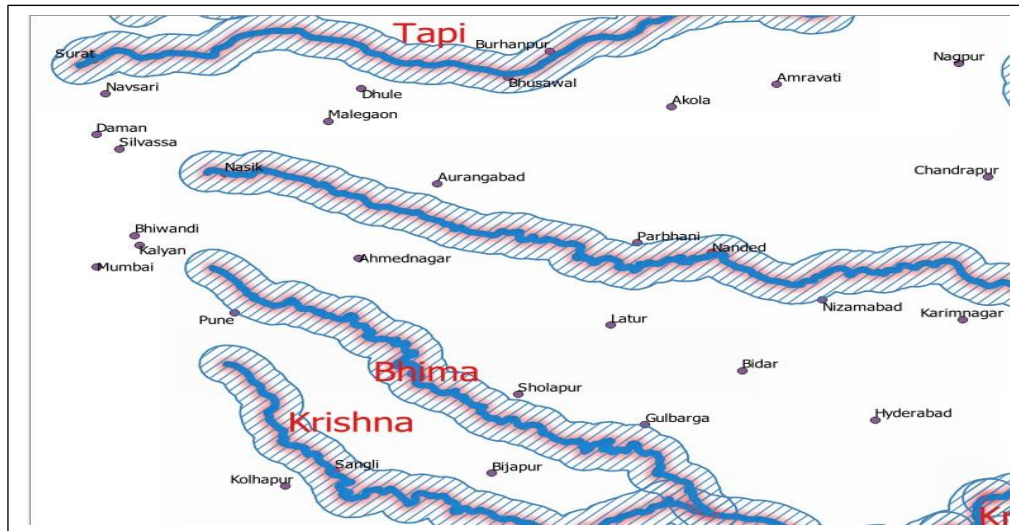 Tapi
Burhanpur
Surat
Nagpur
Bhusawal
Amravati
Navsari
Dhule
Akola
Malegaon
Daman
Silvassa
Nasik
Aurangabad
Chandrapur
Bhiwandi
Kalyan
Parbhani
Nanded
Mumbai
Ahmednagar
Nizamabad
Pune
Latur
Karimnagar
Bhima
Bidar
Sholapur
Krishna
Gulbarga
Hyderabad
Sangli
Bijapur
Kolhapur
Kr